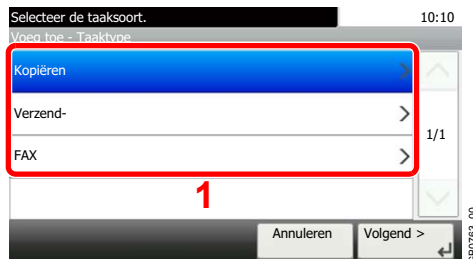 Selecteer de taaksoort. 10:10
Voeg toe - Taaktype
Kopiëren
Verzend-
1/1
FAX
1
Annuleren Volgend >